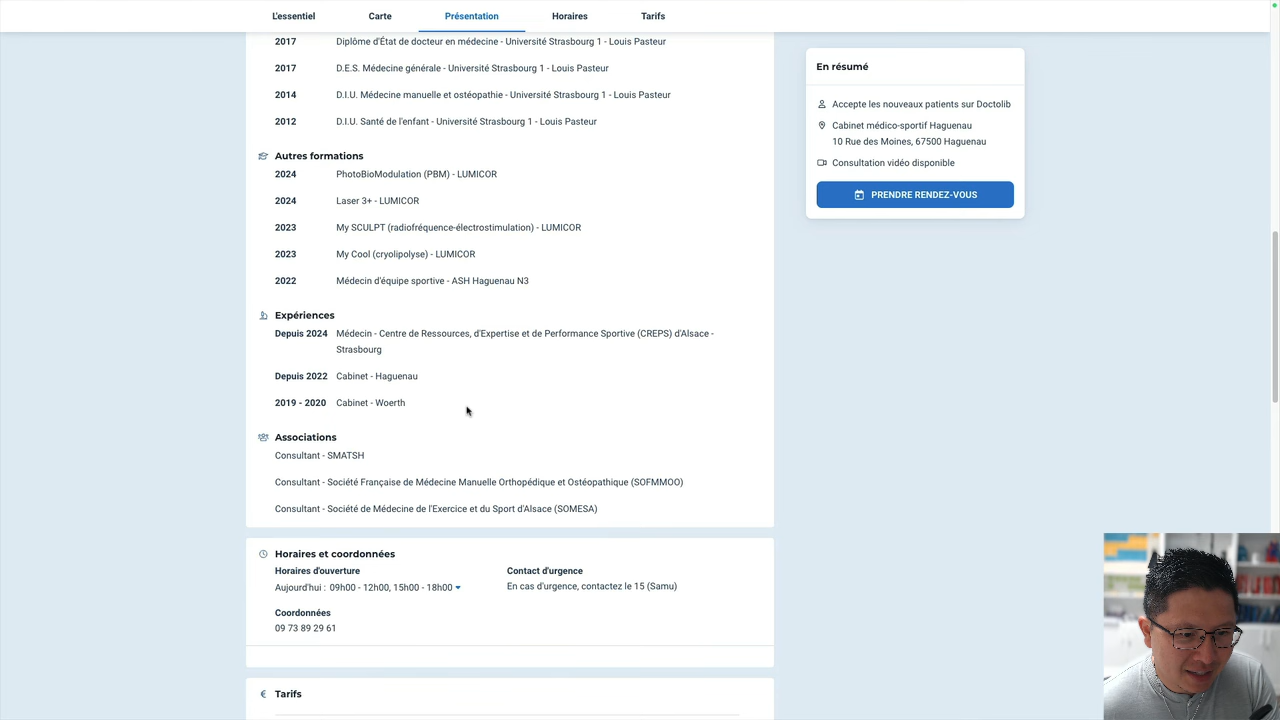 L'essentiel
Carte
Présentation
Horaires
Tarifs
2017 Diplôme d'État de docteur en médecine - Université Strasbourg 1 - Louis Pasteur
2017 D.E.S. Médecine générale - Université Strasbourg 1 - Louis Pasteur
2014 D.I.U. Médecine manuelle et ostéopathie - Université Strasbourg 1 - Louis Pasteur
2012 D.I.U. Santé de l'enfant - Université Strasbourg 1 - Louis Pasteur
Autres formations
2024 PhotoBioModulation (PBM) - LUMICOR
2024 Laser 3+ - LUMICOR
2023 My SCULPT (radiofréquence-électrostimulation) - LUMICOR
2023 My Cool (cryolipolyse) - LUMICOR
2022 Médecin d'équipe sportive - ASH Haguenau N3
Expériences
Depuis 2024 Médecin - Centre de Ressources, d'Expertise et de Performance Sportive (CREPS) d'Alsace -
Strasbourg
Depuis 2022 Cabinet - Haguenau
2019 - 2020 Cabinet - Woerth
Associations
Consultant - SMATSH
Consultant - Société Française de Médecine Manuelle Orthopédique et Ostéopathique (SOFMMOO)
Consultant - Société de Médecine de l'Exercice et du Sport d'Alsace (SOMESA)
Horaires et coordonnées
Horaires d'ouverture
Aujourd'hui : 09h00 - 12h00, 15h00 - 18h00
Contact d'urgence
En cas d'urgence, contactez le 15 (Samu)
Coordonnées
09 73 89 29 61
Tarifs
En résumé
Accepte les nouveaux patients sur Doctolib
Cabinet médico-sportif Haguenau
10 Rue des Moines, 67500 Haguenau
Consultation vidéo disponible
PRENDRE RENDEZ-VOUS